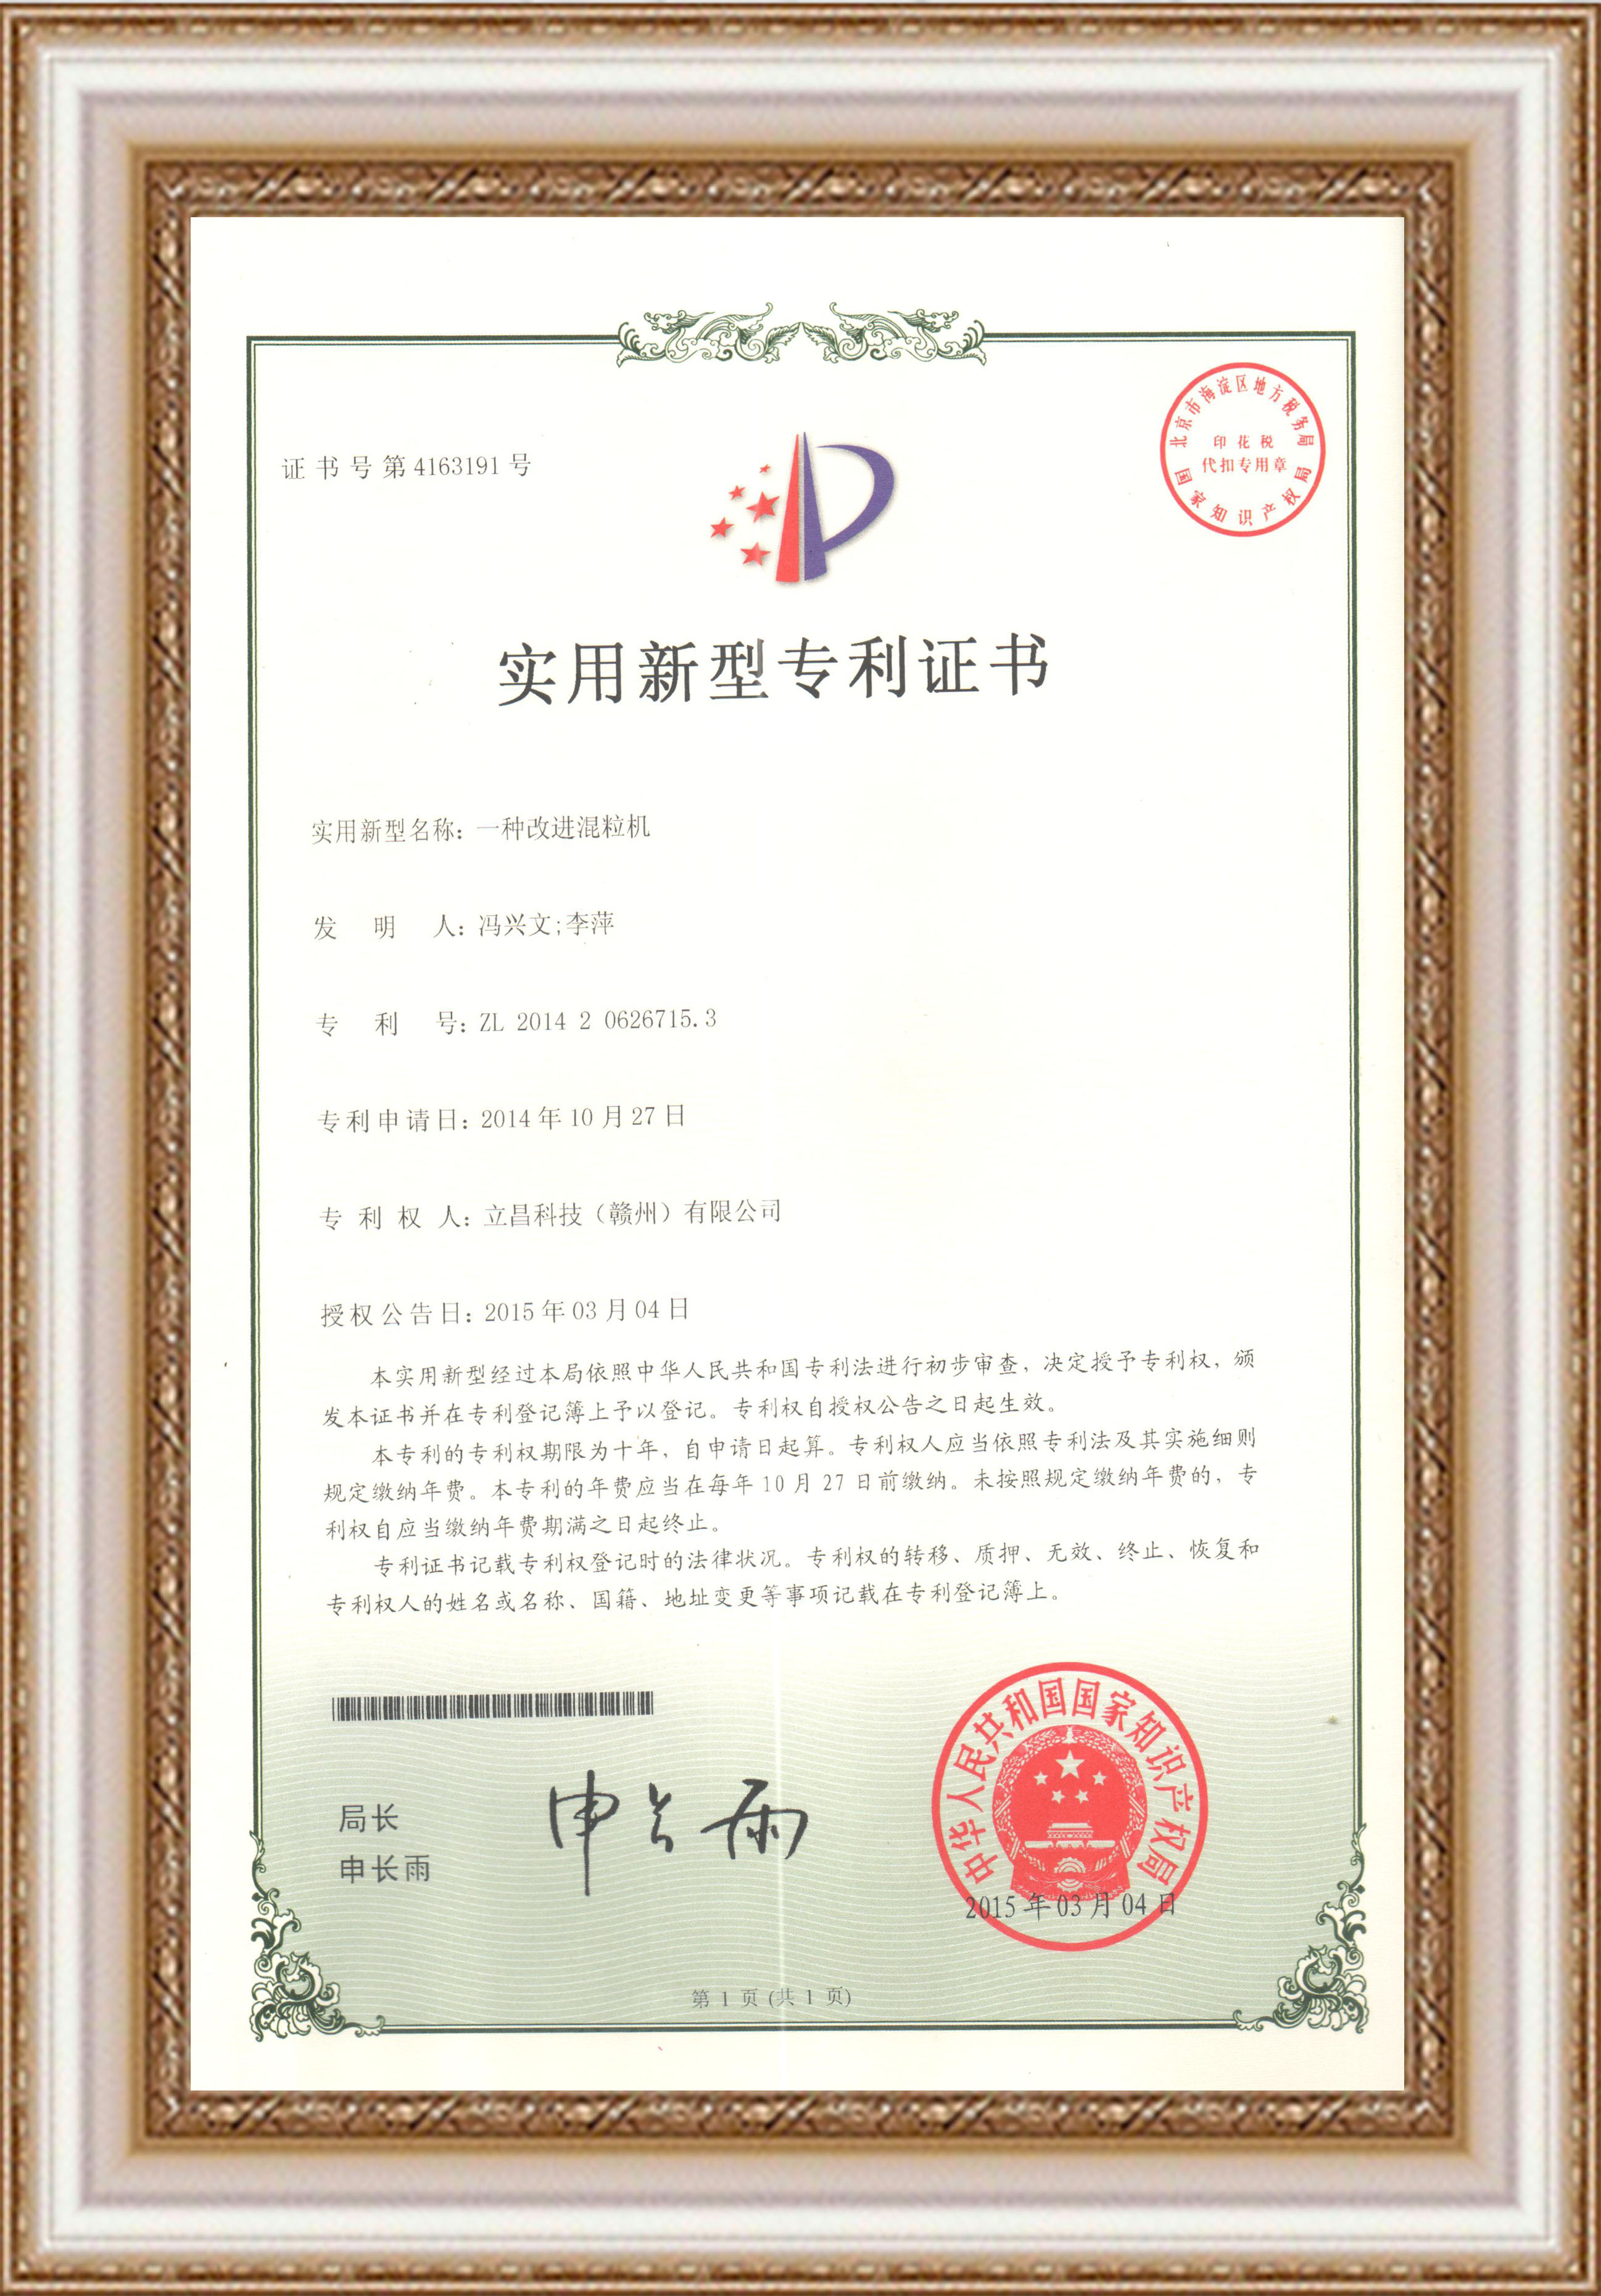 证书号第4163191号
北京市海淀区地方税务局
印花税
代扣专用章
国家知识产权局
实用新型专利证书
实用新型名称：一种改进混粒机
发明人：冯兴文;李萍
专利号：ZL 2014 2 0626715.3
专利申请日：2014年10月27日
专利权人：立昌科技（赣州）有限公司
授权公告日：2015年03月04日
本实用新型经过本局依照中华人民共和国专利法进行初步审查，决定授予专利权，颁
发本证书并在专利登记簿上予以登记。专利权自授权公告之日起生效。
本专利的专利权期限为十年，自申请日起算。专利权人应当依照专利法及其实施细则
规定缴纳年费。本专利的年费应当在每年10月27日前缴纳。未按照规定缴纳年费的，专
利权自应当缴纳年费期满之日起终止。
专利证书记载专利权登记时的法律状况。专利权的转移、质押、无效、终止、恢复和
专利权人的姓名或名称、国籍、地址变更等事项记载在专利登记簿上。
局长
申长雨
申长雨
中华人民共和国国家知识产权局
2015年03月04日
第1页(共1页)